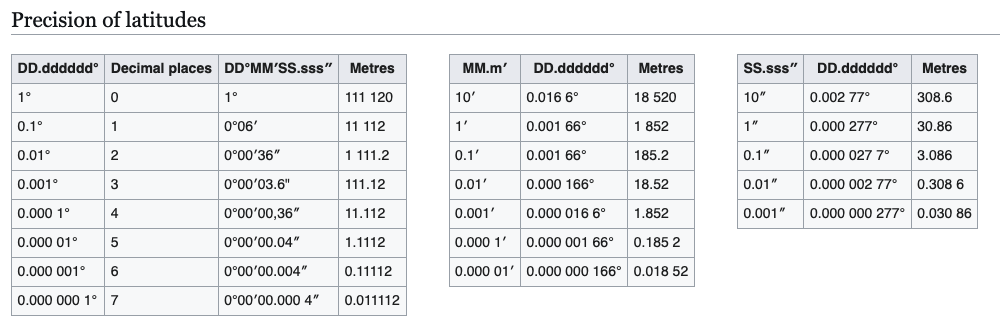 Precision of latitudes
DD.dddddd° Decimal places DD°MM′SS.sss″ Metres
1° 0 1° 111 120
0.1° 1 0°06′ 11 112
0.01° 2 0°00′36″ 1 111.2
0.001° 3 0°00′03.6" 111.12
0.000 1° 4 0°00′00,36″ 11.112
0.000 01° 5 0°00′00.04″ 1.1112
0.000 001° 6 0°00′00.004″ 0.11112
0.000 000 1° 7 0°00′00.000 4″ 0.011112
MM.m′ DD.dddddd° Metres
10′ 0.016 6° 18 520
1′ 0.001 66° 1 852
0.1′ 0.001 66° 185.2
0.01′ 0.000 166° 18.52
0.001′ 0.000 016 6° 1.852
0.000 1′ 0.000 001 66° 0.185 2
0.000 01′ 0.000 000 166° 0.018 52
SS.sss″ DD.dddddd° Metres
10″ 0.002 77° 308.6
1″ 0.000 277° 30.86
0.1″ 0.000 027 7° 3.086
0.01″ 0.000 002 77° 0.308 6
0.001″ 0.000 000 277° 0.030 86